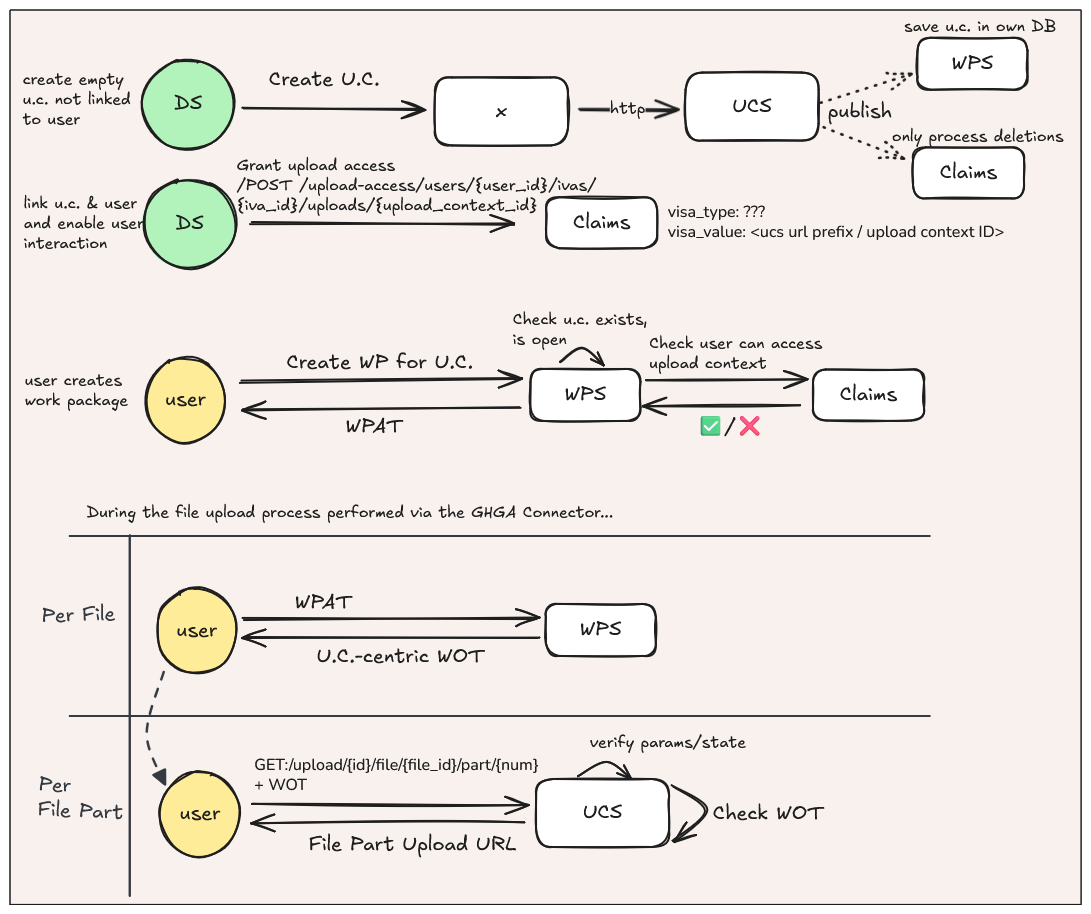 save u.c. in own DB
create empty
u.c. not linked
to user
DS
Create U.C.
x
http
UCS
publish
WPS
only process deletions
Claims
Grant upload access
/POST /upload-access/users/{user_id}/ivas/
{iva_id}/uploads/{upload_context_id}
link u.c. & user
and enable user
interaction
DS
Claims
visa_type: ???
visa_value: <ucs url prefix / upload context ID>
user creates
work package
user
Create WP for U.C.
WPAT
Check u.c. exists,
is open
WPS
Check user can access
upload context
✅ / ❌
Claims
During the file upload process performed via the GHGA Connector...
Per File
user
WPAT
U.C.-centric WOT
WPS
Per
File Part
user
GET:/upload/{id}/file/{file_id}/part/{num}
+ WOT
File Part Upload URL
verify params/state
UCS
Check WOT